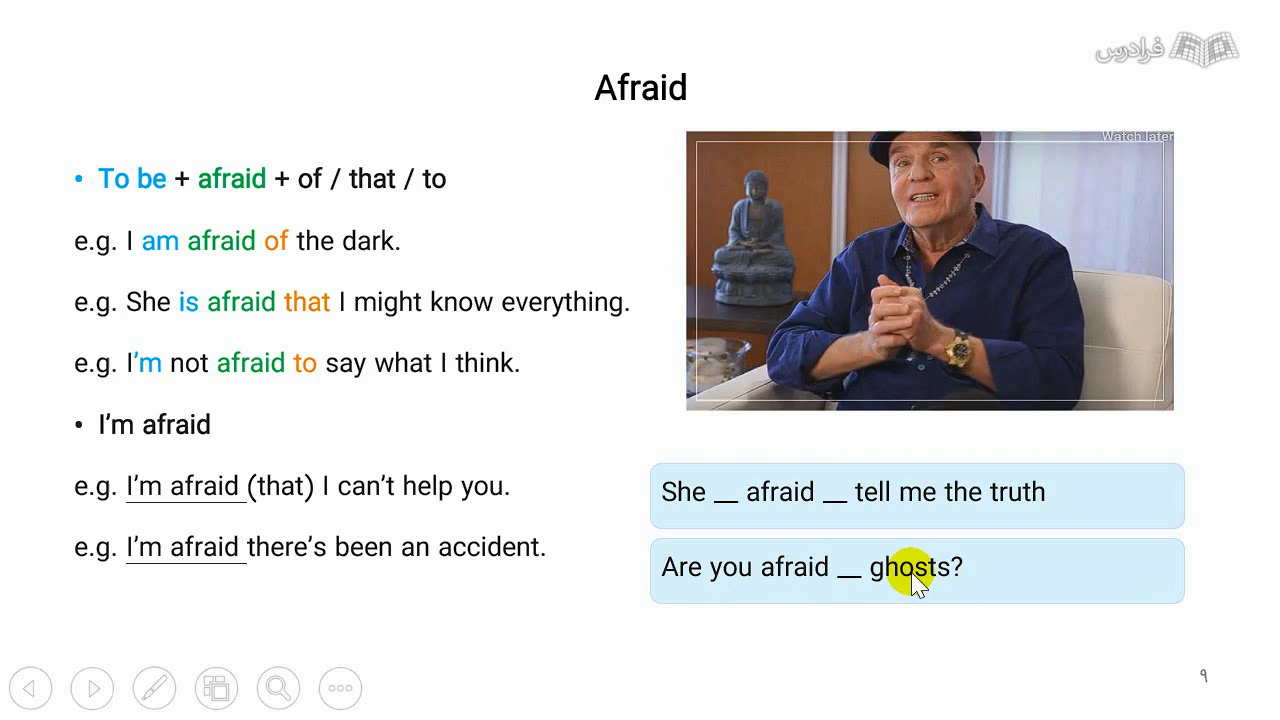 فرادرس
Afraid
• To be + afraid + of / that / to
e.g. I am afraid of the dark.
e.g. She is afraid that I might know everything.
e.g. I’m not afraid to say what I think.
• I’m afraid
e.g. I’m afraid (that) I can’t help you.
e.g. I’m afraid there’s been an accident.
Watch later
She __ afraid __ tell me the truth
Are you afraid __ ghosts?
۹